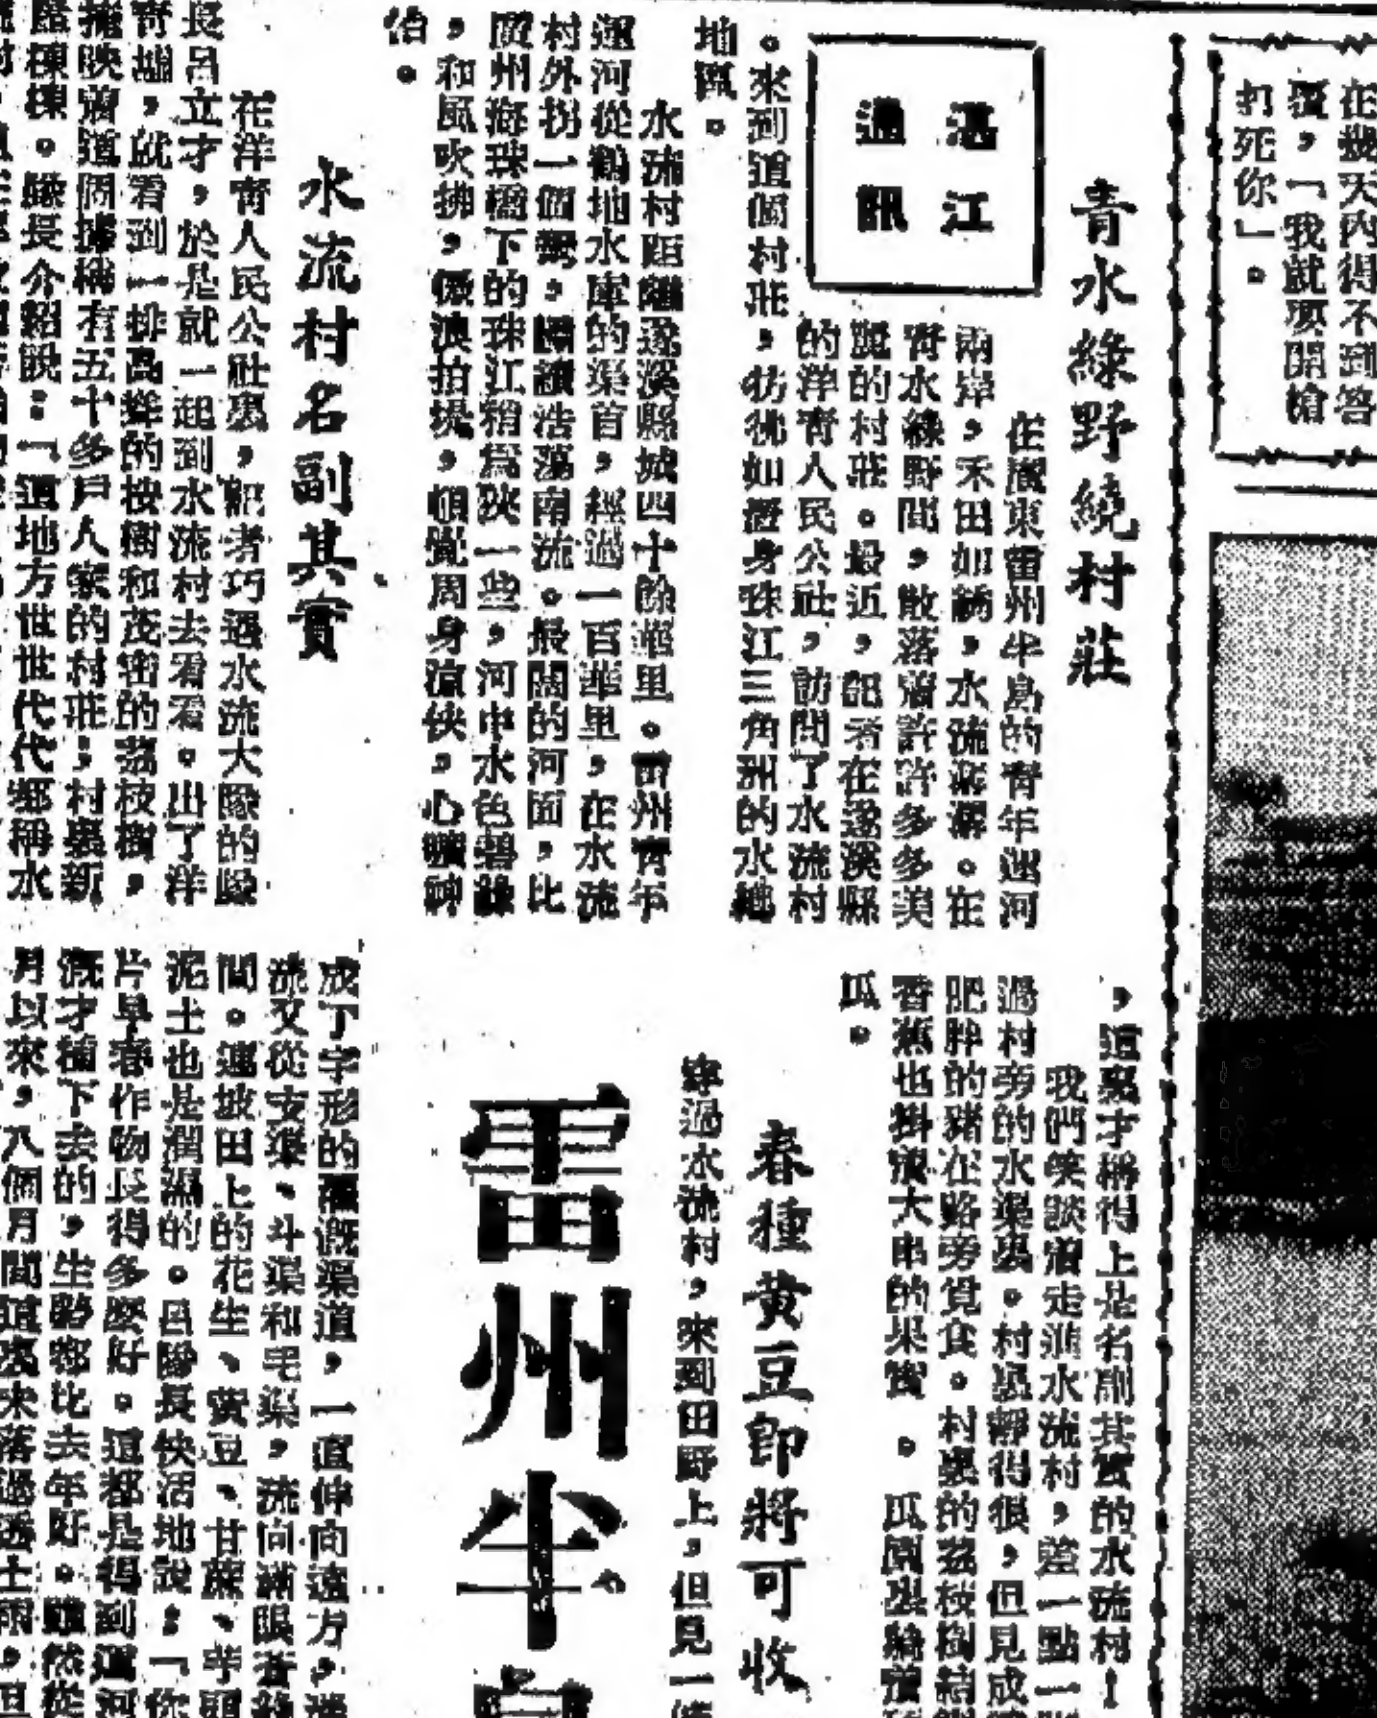 在幾天內得不到答
覆，「我就要開槍
打死你」。
湛江
通訊
青水綠野繞村莊
在廣東雷州半島的青年運河
兩岸，禾田如綉，水流潺潺。在
青水綠野間，散落着許許多多美
麗的村莊。最近，記者在遂溪縣
的洋青人民公社，訪問了水流村
。來到這個村莊，彷彿如置身珠江三角洲的水鄉
地區。
水流村距離遂溪縣城四十餘華里。雷州青年
運河從鶴地水庫的渠首，經過一百華里，在水流
村外拐一個彎，繼續浩蕩南流。最闊的河面，比
廣州海珠橋下的珠江稍爲狹一些，河中水色碧綠
，和風吹拂，微浪拍堤，頓覺周身涼快，心曠神
怡。
水流村名副其實
在洋青人民公社裏，記者巧遇水流大隊的隊
長呂立才，於是就一起到水流村去看看。出了洋
青墟，就看到一排高聳的桉樹和茂密的荔枝樹，
掩映着這個據稱有五十多戶人家的村莊，村裏新
棟棟。隊長介紹說：「這地方世世代代都稱水
，這裏才稱得上是名副其實的水流村！
我們笑談着走進水流村，差一點一
過村旁的水渠裏。村裏靜得很，但見成
肥胖的豬在路旁覓食。村裏的荔枝樹結
香蕉也掛滿大串的果實。瓜園裏
瓜。
春種黃豆即將可收
穿過水流村，來到田野上，但見一條
雷州半島
成丁字形的灌溉渠道，一直伸向遠方，
流又從支渠、斗渠和毛渠，流向滿眼蒼綠
間。連坡田上的花生、黃豆、甘蔗、芋頭
泥土也是潤濕的。呂隊長快活地說：「你
片早春作物長得多麼好。這都是得到運河
溉才種下去的，生勢都比去年好。雖然從
月以來，八個月間這裏未落過透土雨，但